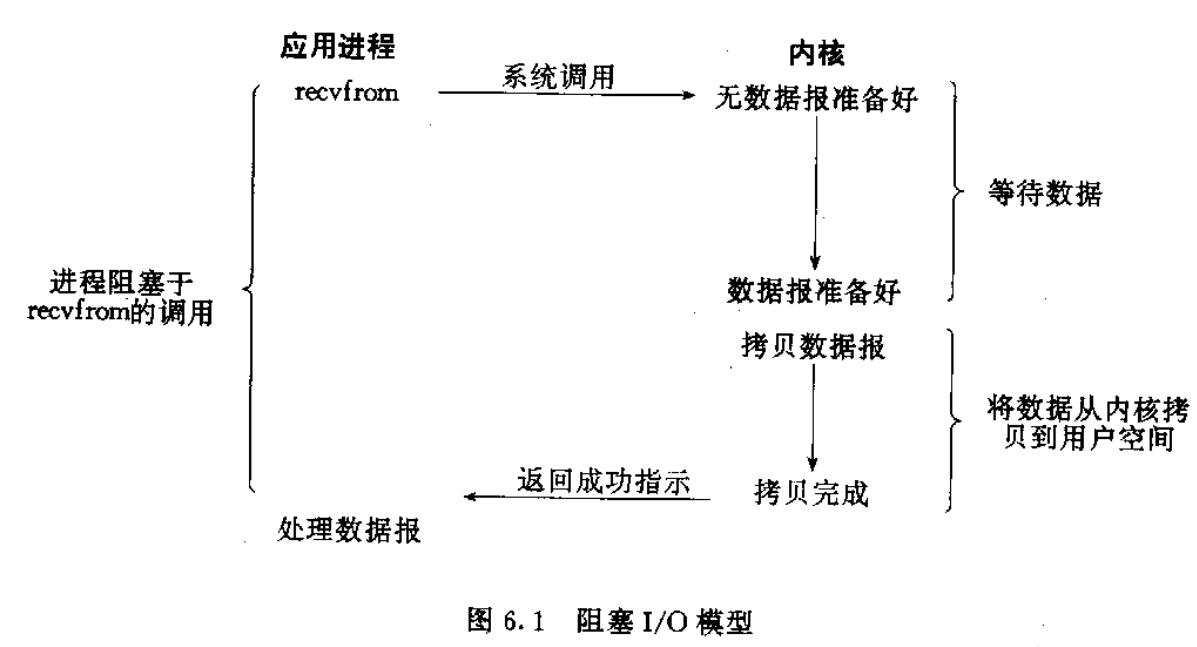 应用进程
内核
recvfrom
系统调用
无数据报准备好
等待数据
进程阻塞于
recvfrom的调用
数据报准备好
拷贝数据报
将数据从内核拷
贝到用户空间
返回成功指示
拷贝完成
处理数据报
图 6.1 阻塞 I/O 模型